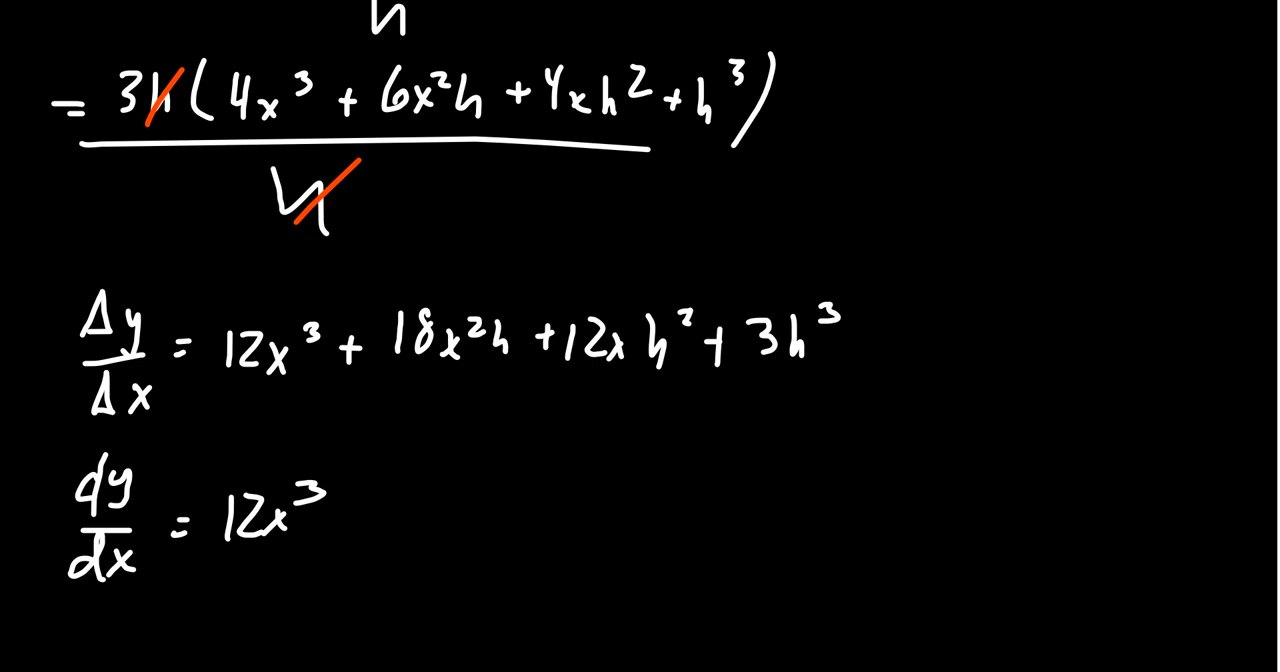 h
= 3h(4x³ + 6x²h + 4xh² + h³)
h
Δy/Δx = 12x³ + 18x²h + 12xh² + 3h³
dy/dx = 12x³